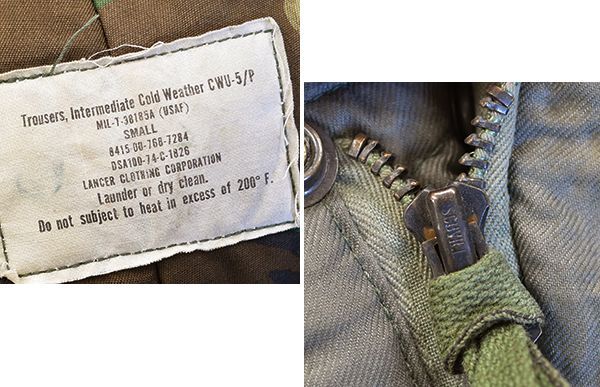 Trousers, Intermediate Cold Weather CWU-5/P
MIL-T-38185A (USAF)
SMALL
8415-00-768-7284
DSA100-74-C-1826
LANCER CLOTHING CORPORATION
Launder or dry clean.
Do not subject to heat in excess of 200° F.
SCOVILL